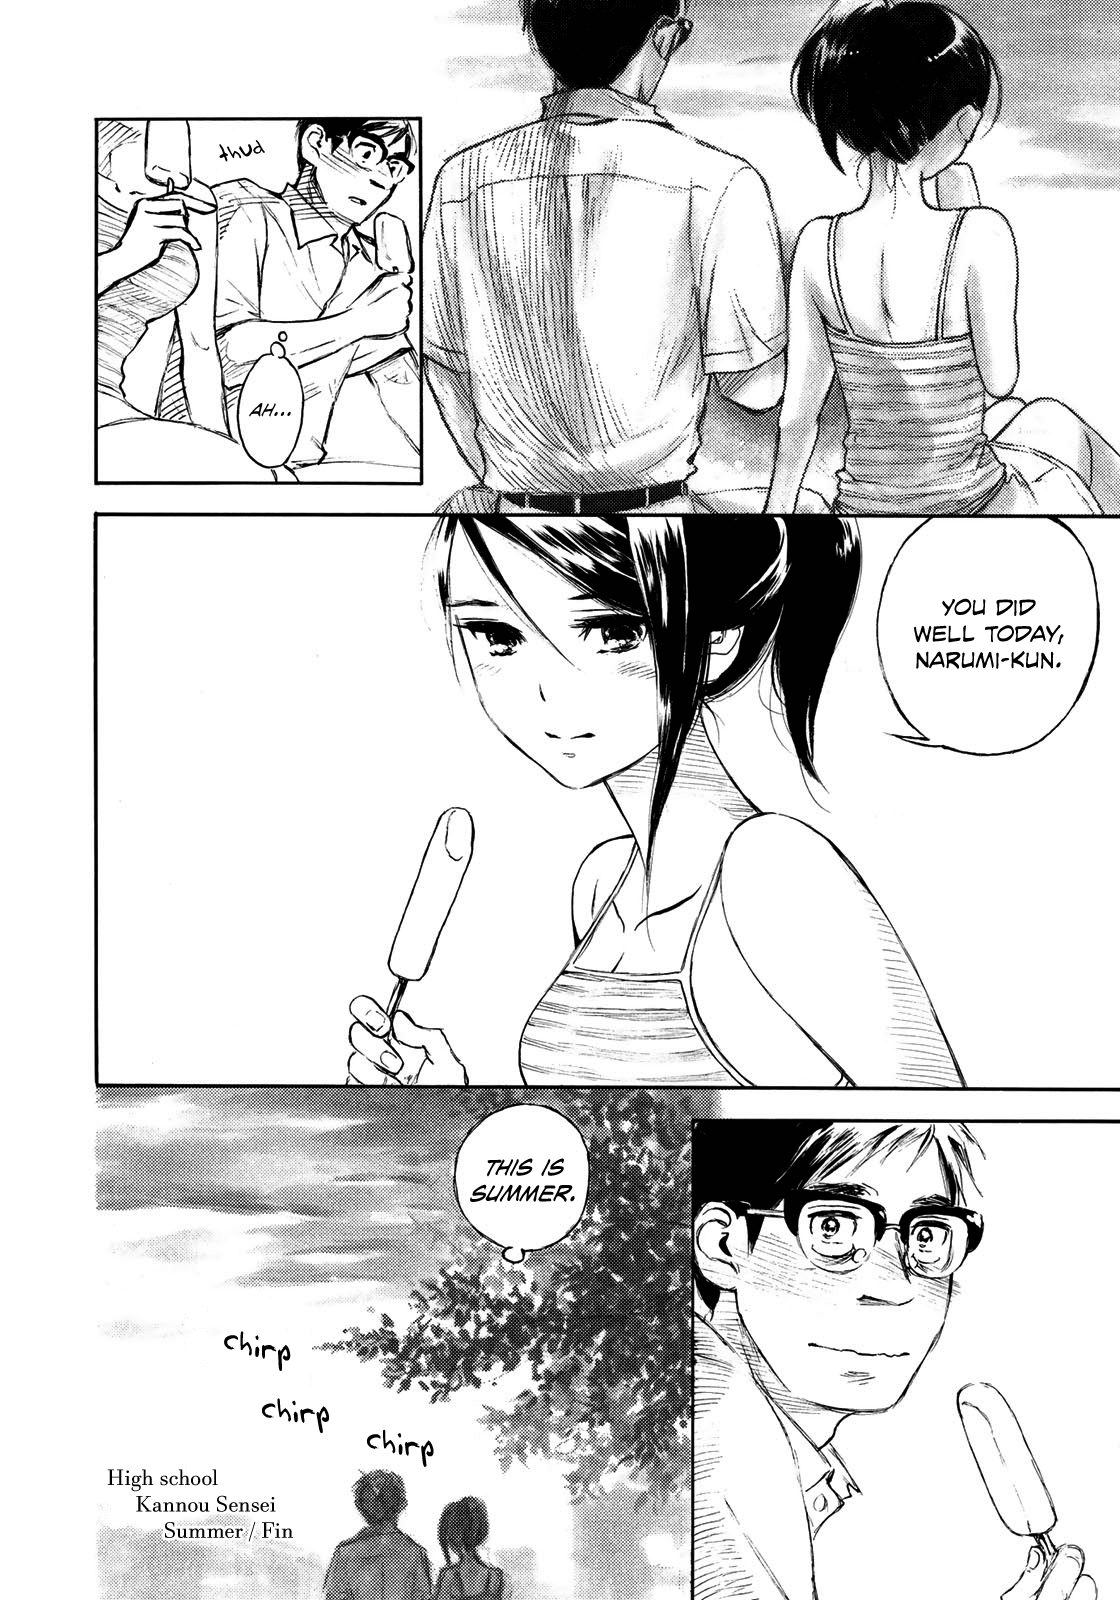 thud
AH...
YOU DID
WELL TODAY,
NARUMI-KUN.
THIS IS
SUMMER.
chirp
chirp
chirp
High school
Kannou Sensei
Summer / Fin